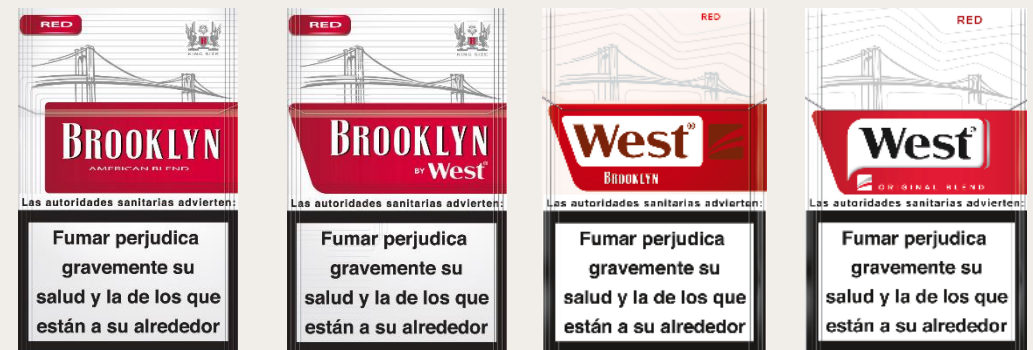 RED
BROOKLYN
AMERICAN BLEND
Las autoridades sanitarias advierten:
Fumar perjudica
gravemente su
salud y la de los que
están a su alrededor
RED
BROOKLYN
BY West
Las autoridades sanitarias advierten:
Fumar perjudica
gravemente su
salud y la de los que
están a su alrededor
RED
West
BROOKLYN
Las autoridades sanitarias advierten:
Fumar perjudica
gravemente su
salud y la de los que
están a su alrededor
RED
West
ORIGINAL BLEND
Las autoridades sanitarias advierten:
Fumar perjudica
gravemente su
salud y la de los que
están a su alrededor